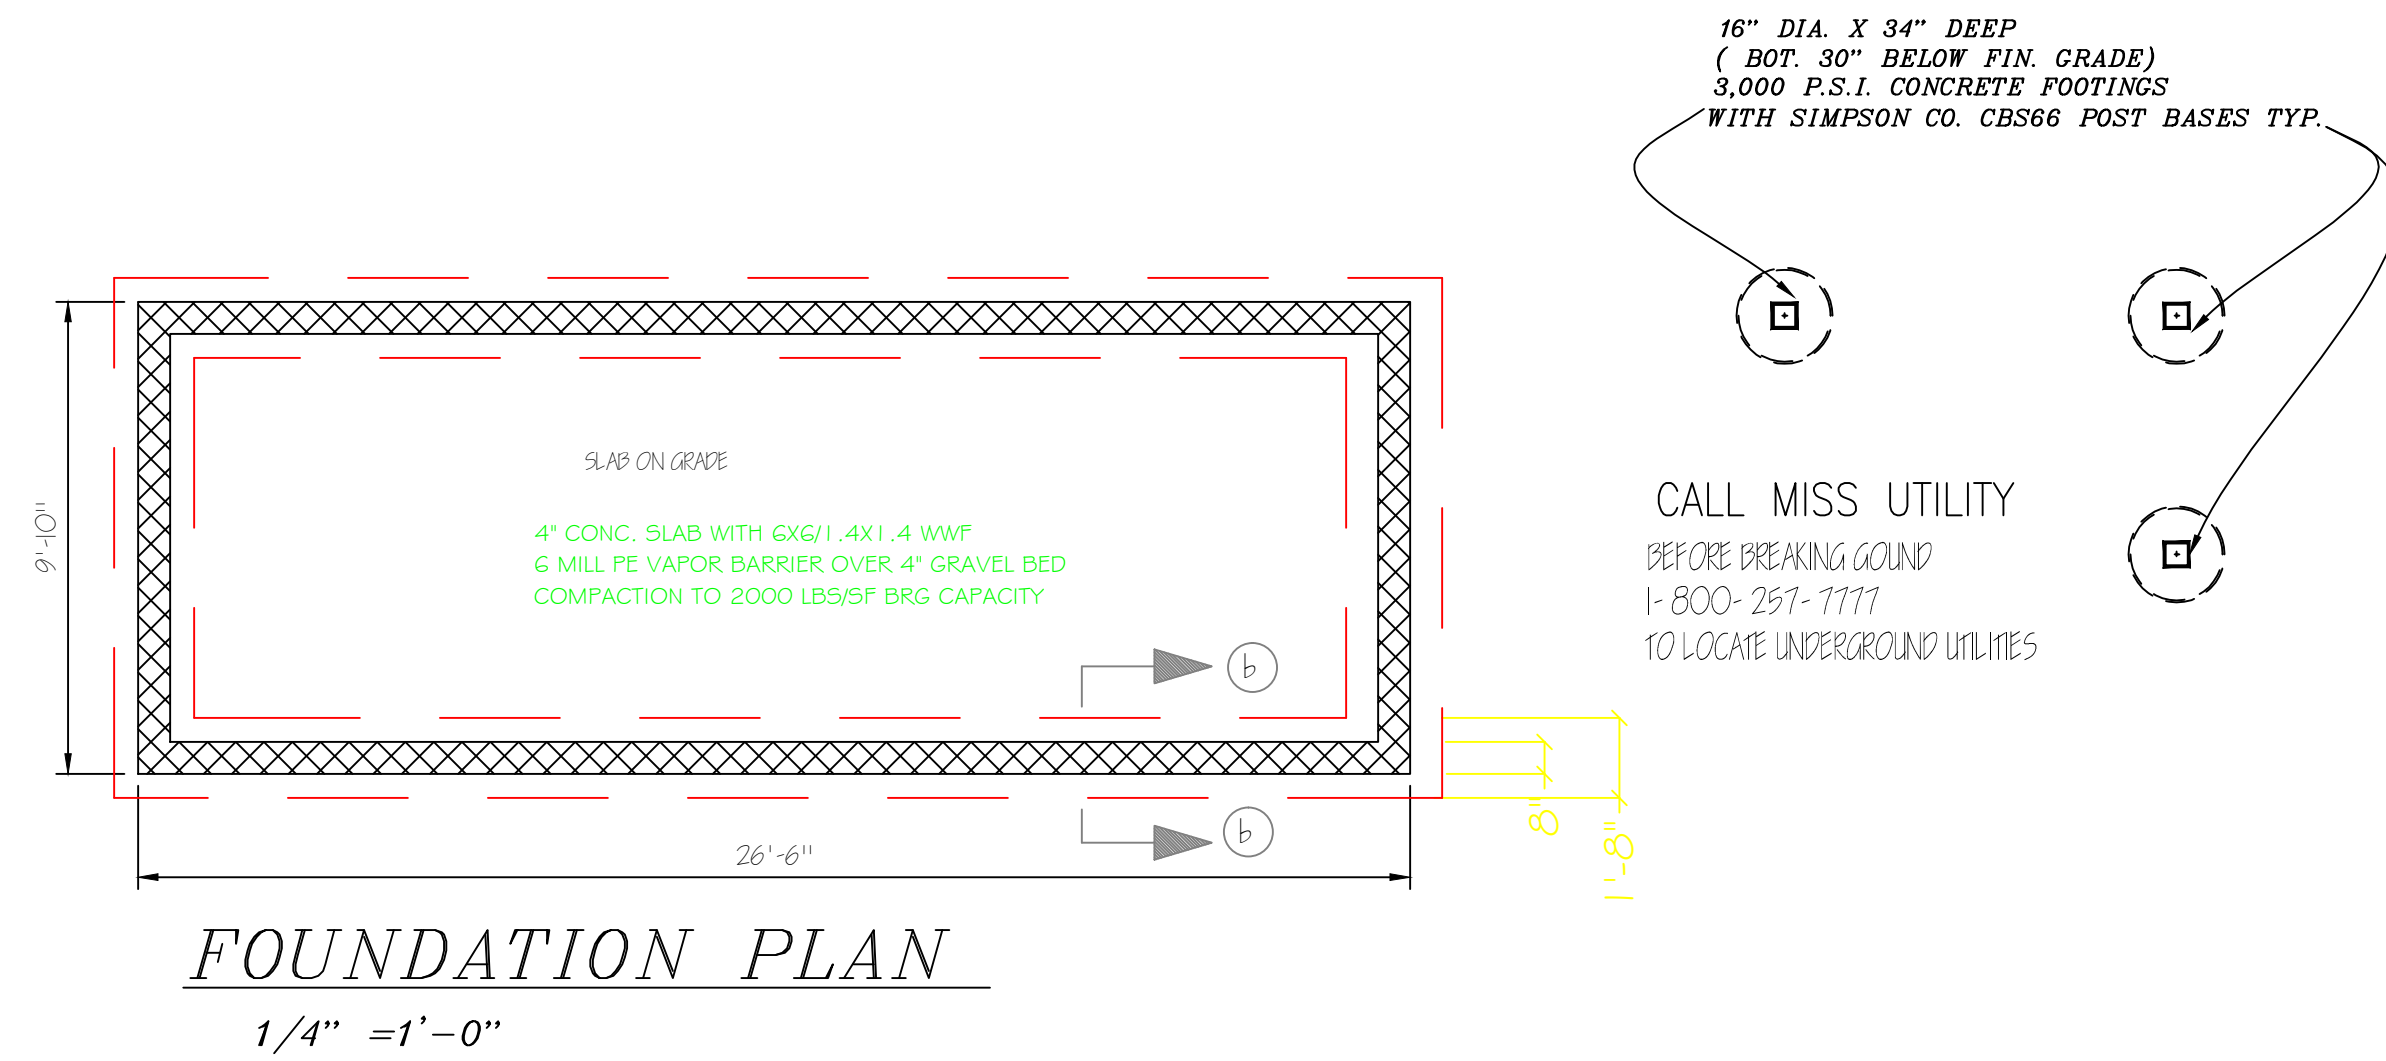 16" DIA. X 34" DEEP
( BOT. 30" BELOW FIN. GRADE)
3,000 P.S.I. CONCRETE FOOTINGS
WITH SIMPSON CO. CBS66 POST BASES TYP.
SLAB ON GRADE
4" CONC. SLAB WITH 6X6/1.4X1.4 WWF
6 MILL PE VAPOR BARRIER OVER 4" GRAVEL BED
COMPACTION TO 2000 LBS/SF BRG CAPACITY
9'-10"
CALL MISS UTILITY
BEFORE BREAKING GOUND
1-800-257-7777
TO LOCATE UNDERGROUND UTILITIES
b
b
8"
1'-8"
26'-6"
FOUNDATION PLAN
1/4" =1'-0"